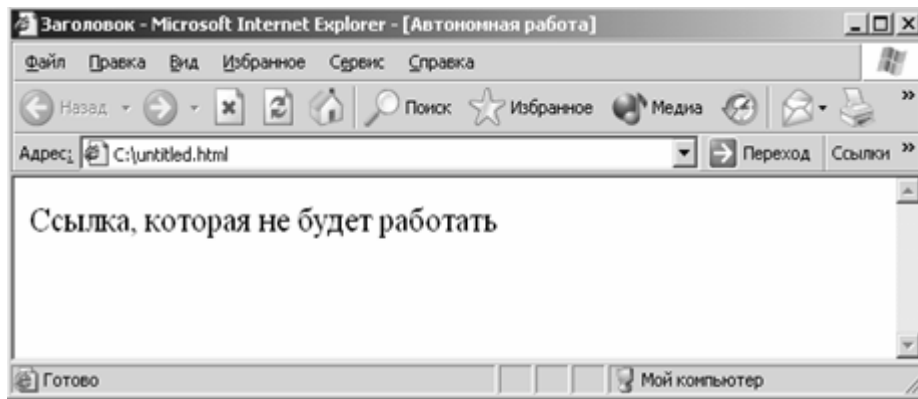 Заголовок - Microsoft Internet Explorer - [Автономная работа]
Файл Правка Вид Избранное Сервис Справка
Назад Поиск Избранное Медиа »
Адрес: C:\untitled.html Переход Ссылки »
Ссылка, которая не будет работать
Готово Мой компьютер